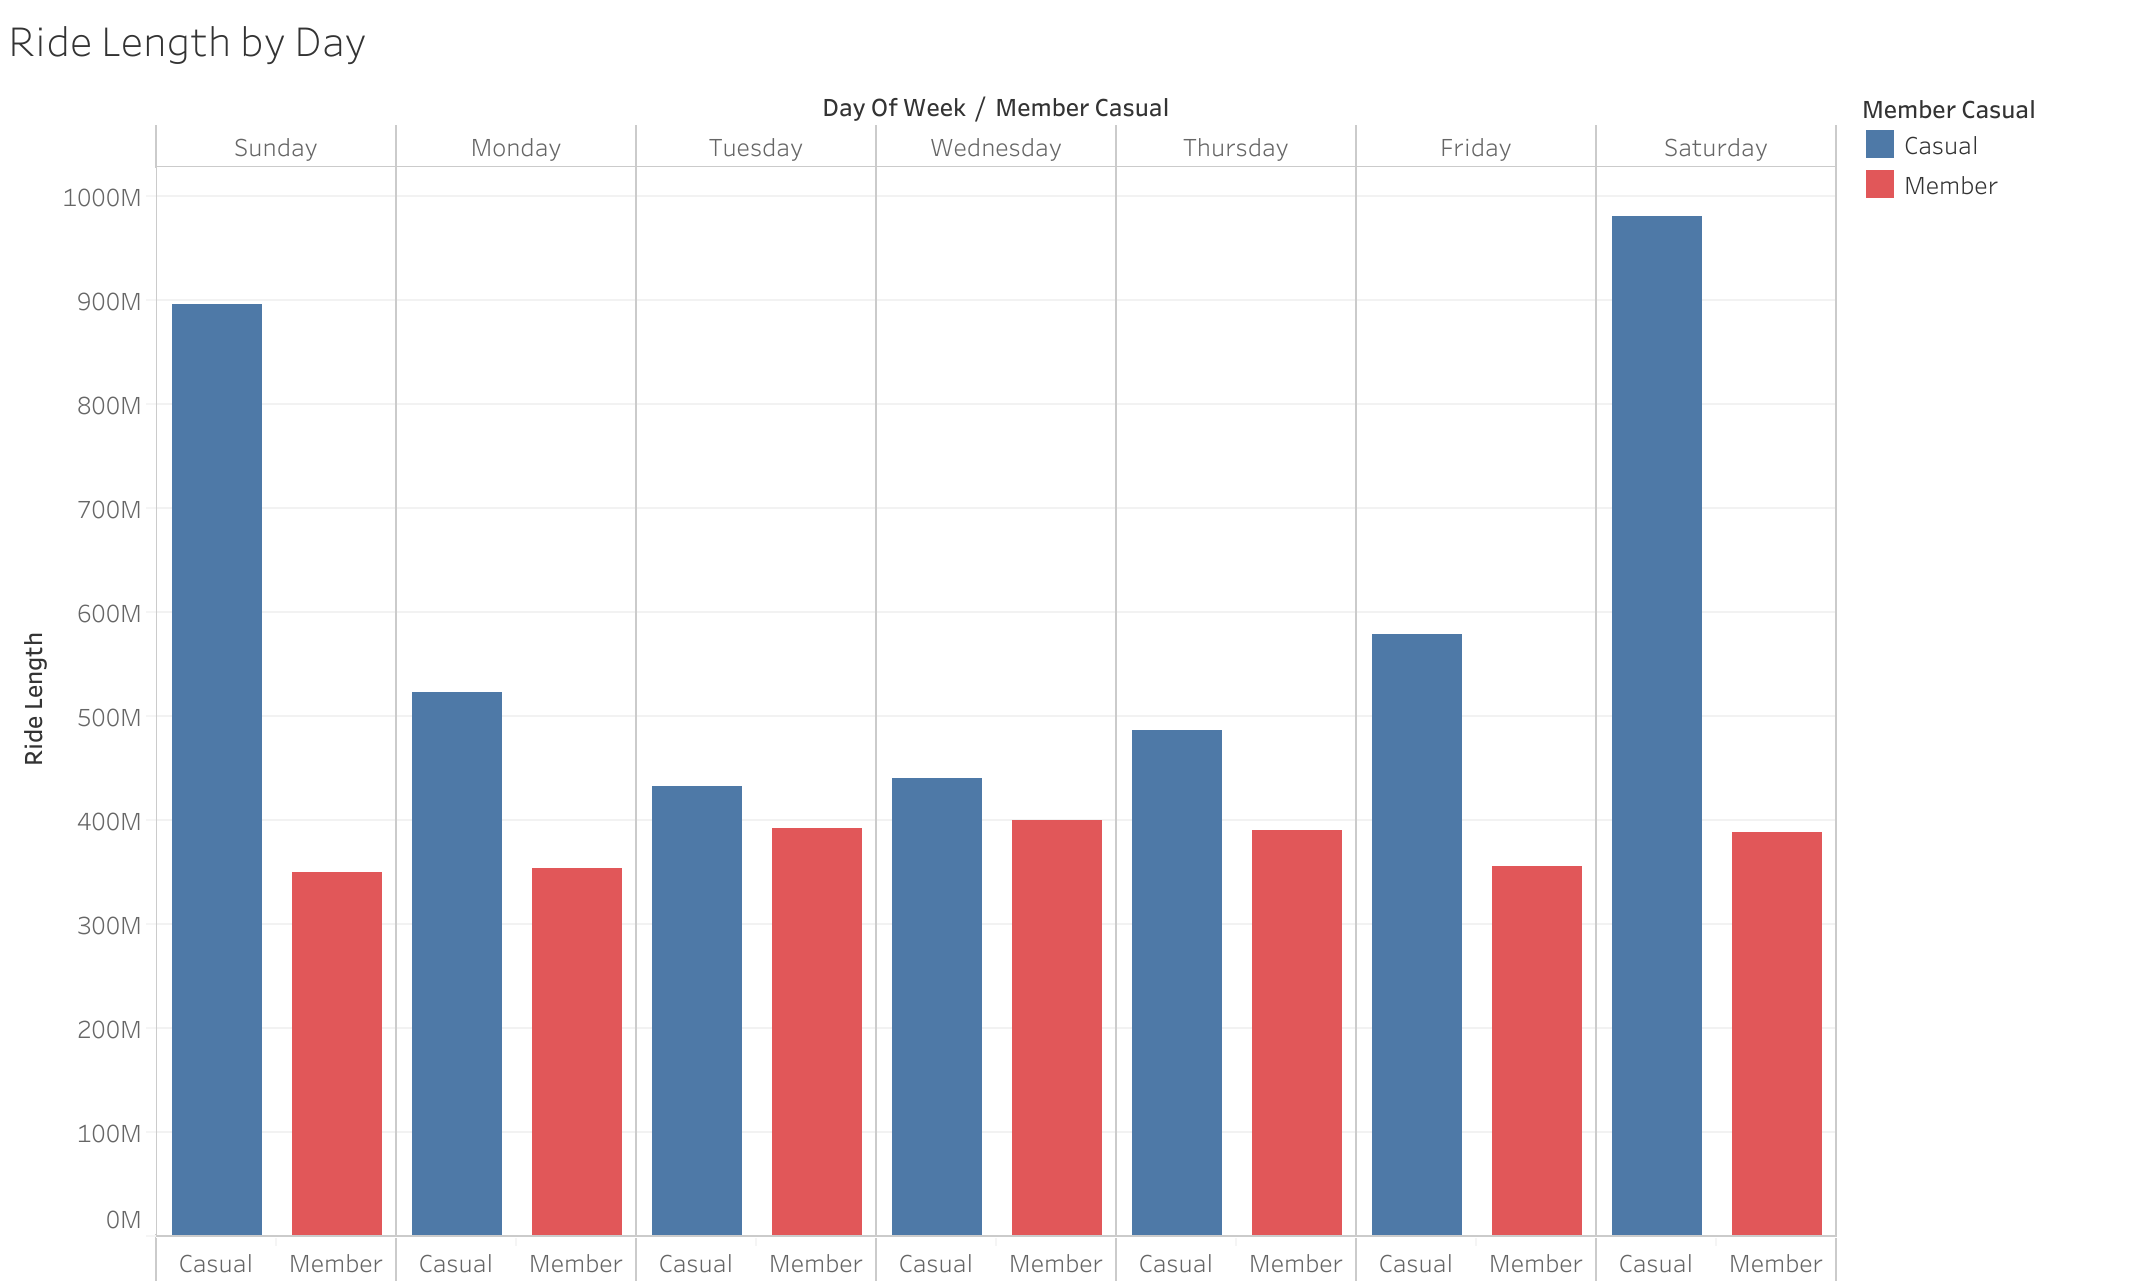 Ride Length by Day
Day Of Week / Member Casual
Member Casual
Sunday Monday Tuesday Wednesday Thursday Friday Saturday
Casual
Member
1000M
900M
800M
700M
600M
500M
400M
300M
200M
100M
0M
Ride Length
Casual Member Casual Member Casual Member Casual Member Casual Member Casual Member Casual Member